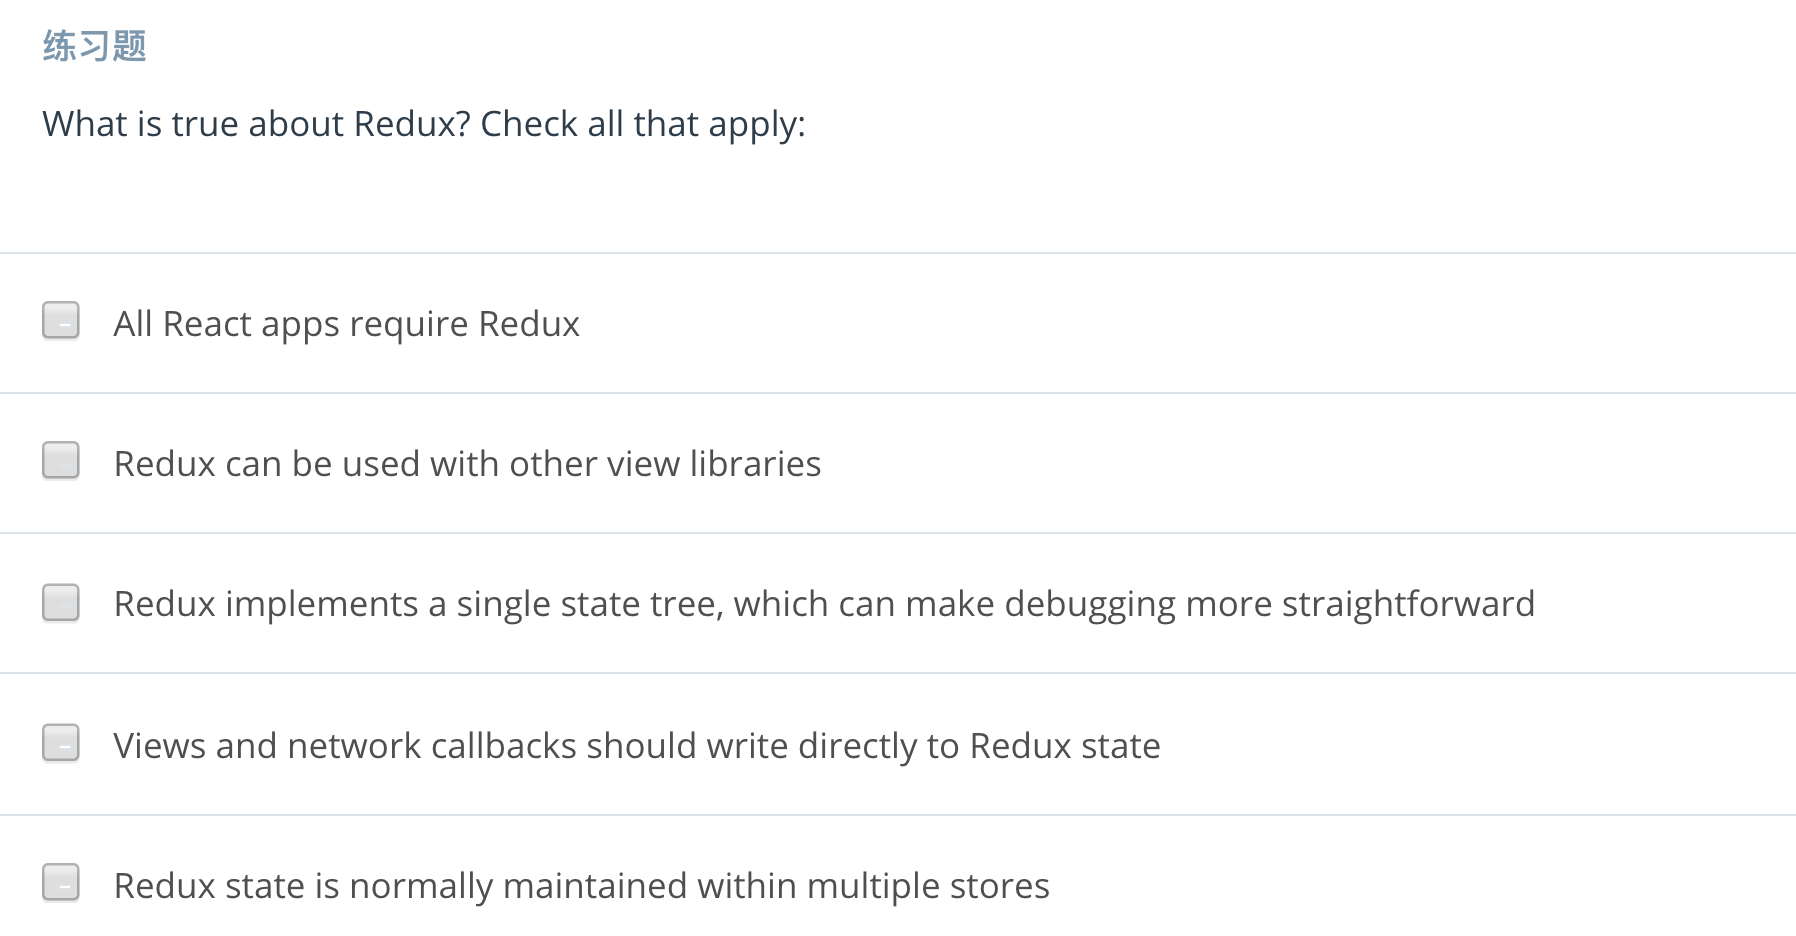 练习题
What is true about Redux? Check all that apply:
All React apps require Redux
Redux can be used with other view libraries
Redux implements a single state tree, which can make debugging more straightforward
Views and network callbacks should write directly to Redux state
Redux state is normally maintained within multiple stores